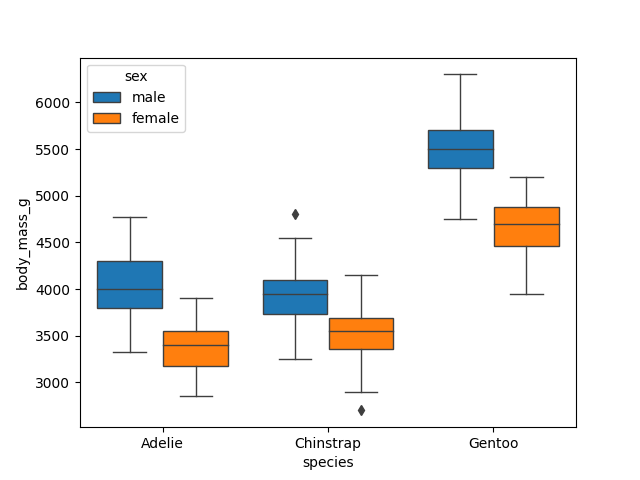 sex
male
female
6000
5500
5000
4500
4000
3500
3000
body_mass_g
Adelie
Chinstrap
Gentoo
species